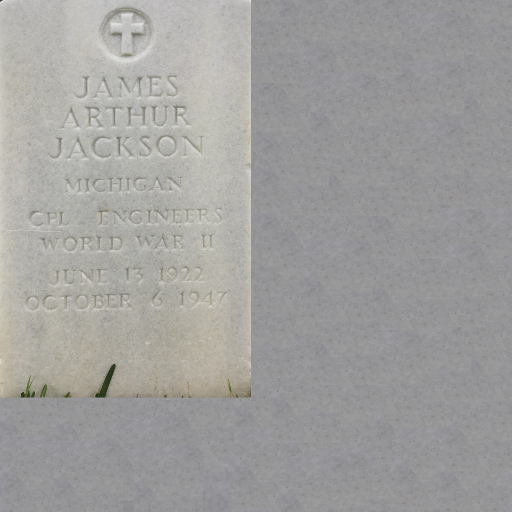 JAMES
ARTHUR
JACKSON
MICHIGAN
CPL ENGINEERS
WORLD WAR II
JUNE 13 1922
OCTOBER 6 1947